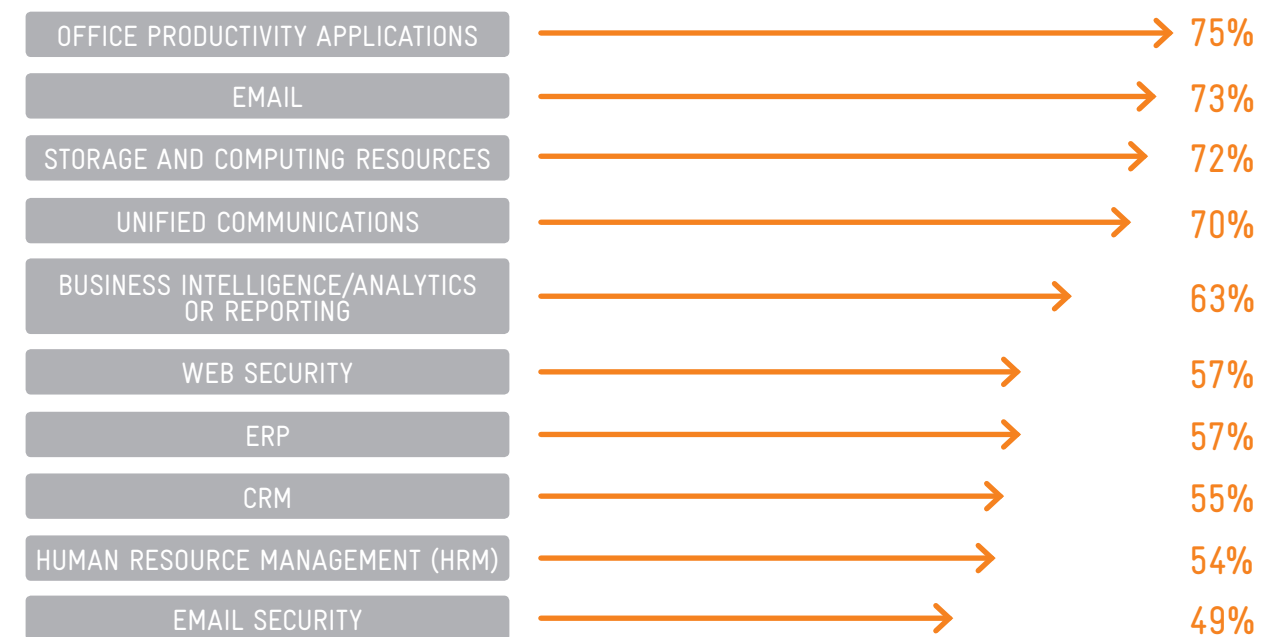 OFFICE PRODUCTIVITY APPLICATIONS 75%
EMAIL 73%
STORAGE AND COMPUTING RESOURCES 72%
UNIFIED COMMUNICATIONS 70%
BUSINESS INTELLIGENCE/ANALYTICS
OR REPORTING 63%
WEB SECURITY 57%
ERP 57%
CRM 55%
HUMAN RESOURCE MANAGEMENT (HRM) 54%
EMAIL SECURITY 49%